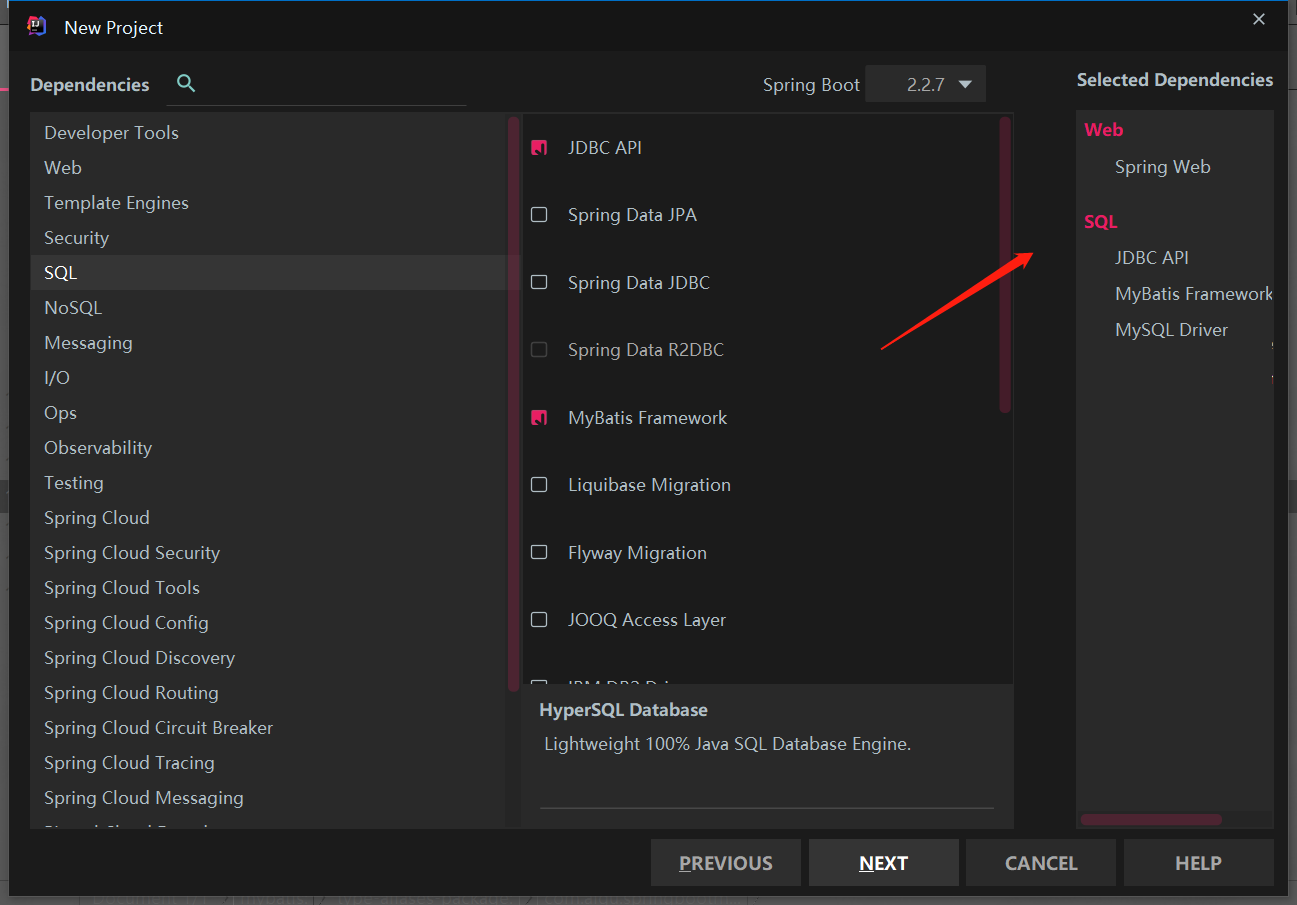 New Project
Dependencies
Spring Boot 2.2.7
Selected Dependencies
Developer Tools
Web
Template Engines
Security
SQL
NoSQL
Messaging
I/O
Ops
Observability
Testing
Spring Cloud
Spring Cloud Security
Spring Cloud Tools
Spring Cloud Config
Spring Cloud Discovery
Spring Cloud Routing
Spring Cloud Circuit Breaker
Spring Cloud Tracing
Spring Cloud Messaging
JDBC API
Spring Data JPA
Spring Data JDBC
Spring Data R2DBC
MyBatis Framework
Liquibase Migration
Flyway Migration
JOOQ Access Layer
HyperSQL Database
Lightweight 100% Java SQL Database Engine.
Web
Spring Web
SQL
JDBC API
MyBatis Framework
MySQL Driver
PREVIOUS
NEXT
CANCEL
HELP